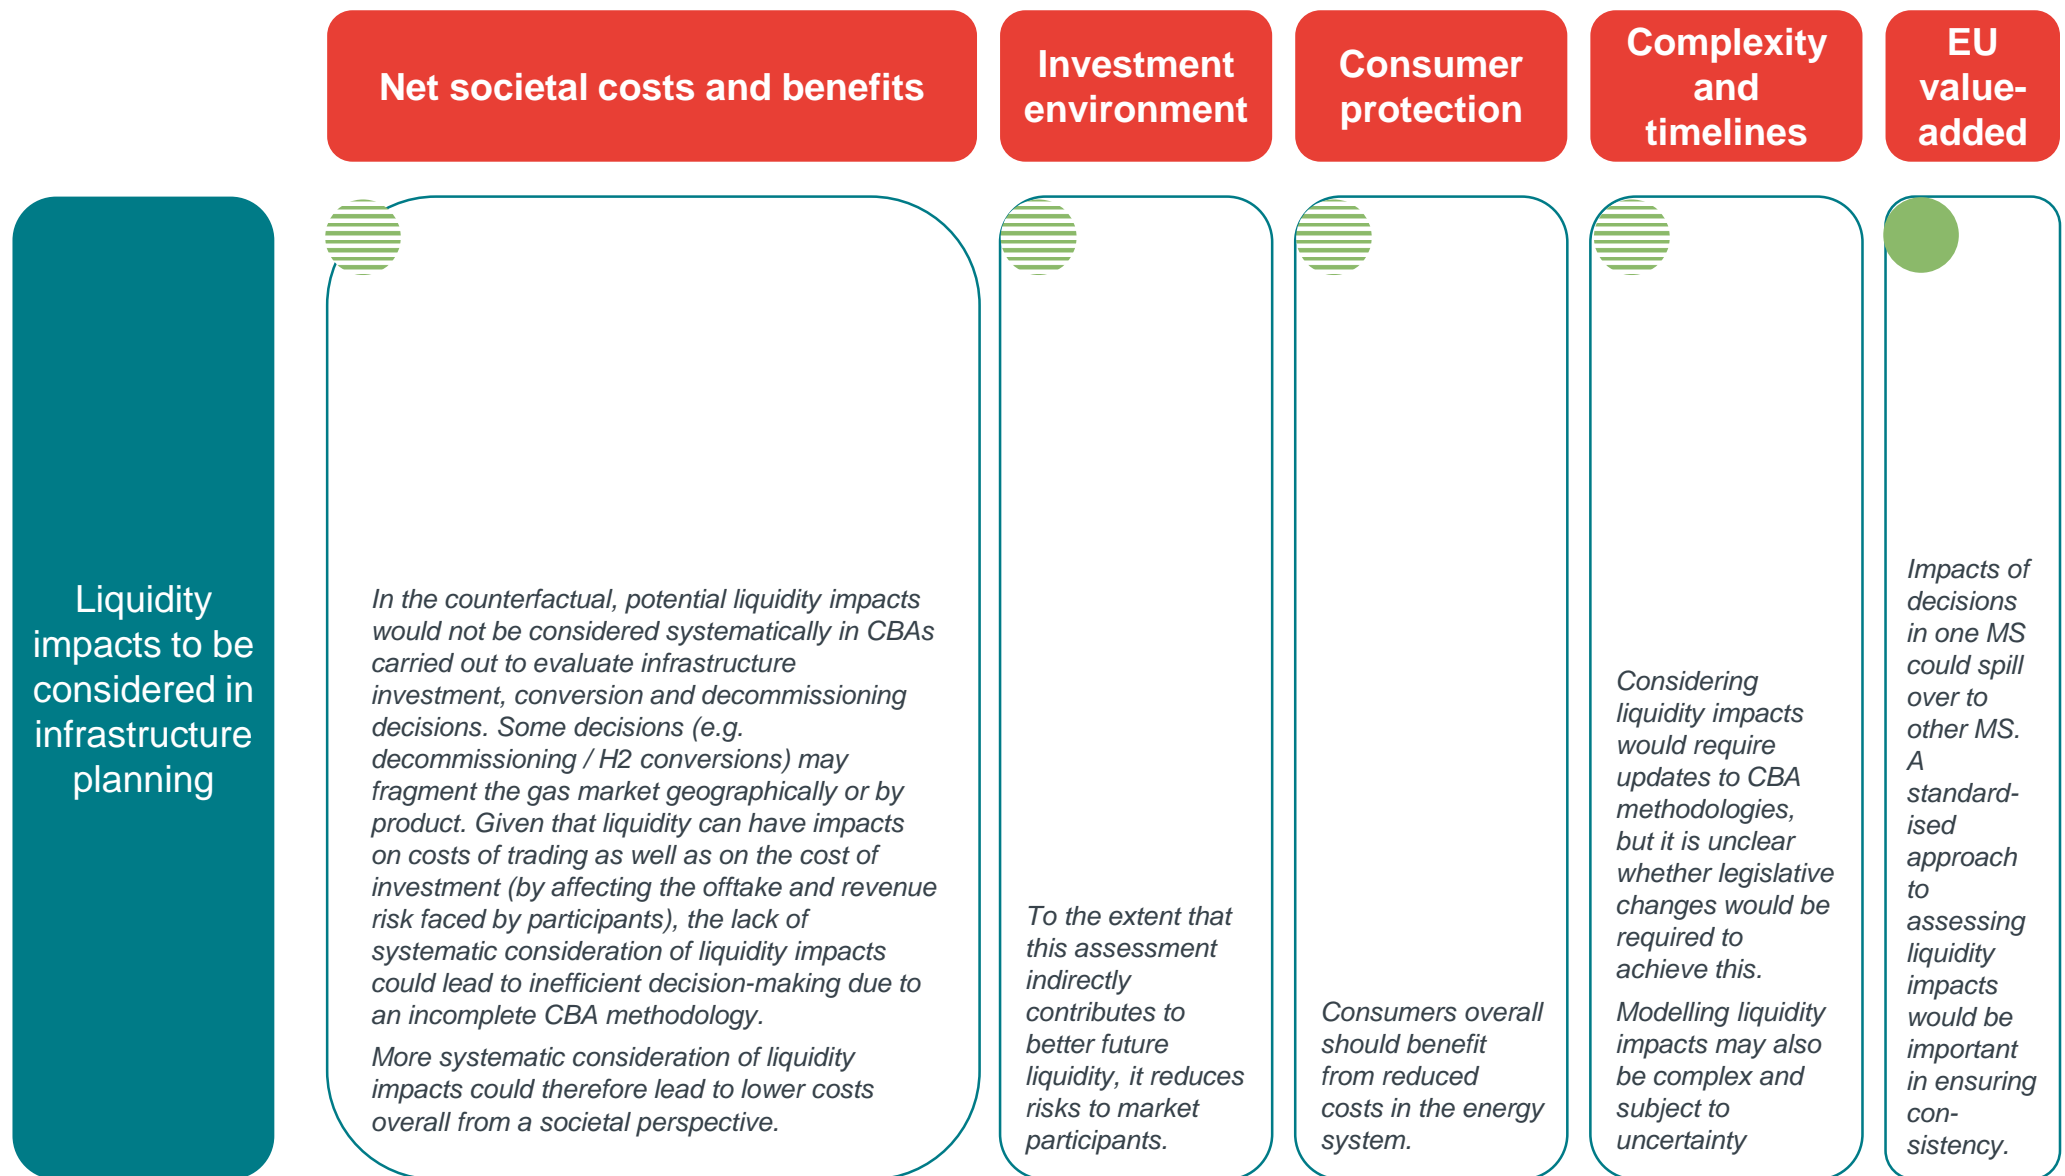 Net societal costs and benefits
Investment
environment
Consumer
protection
Complexity
and
timelines
EU
value-
added
Liquidity
impacts to be
considered in
infrastructure
planning
In the counterfactual, potential liquidity impacts
would not be considered systematically in CBAs
carried out to evaluate infrastructure
investment, conversion and decommissioning
decisions. Some decisions (e.g.
decommissioning / H2 conversions) may
fragment the gas market geographically or by
product. Given that liquidity can have impacts
on costs of trading as well as on the cost of
investment (by affecting the offtake and revenue
risk faced by participants), the lack of
systematic consideration of liquidity impacts
could lead to inefficient decision-making due to
an incomplete CBA methodology.
More systematic consideration of liquidity
impacts could therefore lead to lower costs
overall from a societal perspective.
To the extent that
this assessment
indirectly
contributes to
better future
liquidity, it reduces
risks to market
participants.
Consumers overall
should benefit
from reduced
costs in the energy
system.
Considering
liquidity impacts
would require
updates to CBA
methodologies,
but it is unclear
whether legislative
changes would be
required to
achieve this.
Modelling liquidity
impacts may also
be complex and
subject to
uncertainty
Impacts of
decisions
in one MS
could spill
over to
other MS.
A
standard-
ised
approach
to
assessing
liquidity
impacts
would be
important
in ensuring
con-
sistency.